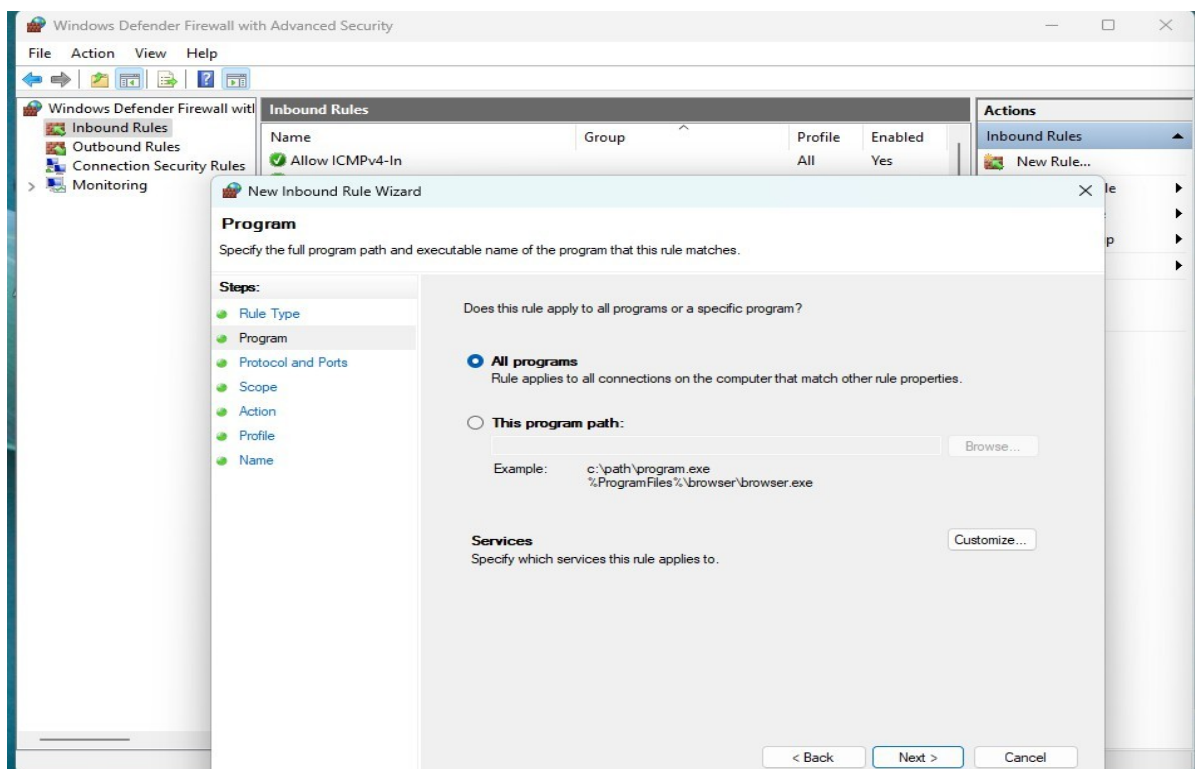 Windows Defender Firewall with Advanced Security
File Action View Help
Windows Defender Firewall witl
Inbound Rules
Outbound Rules
Connection Security Rules
Monitoring
Inbound Rules
Name Group Profile Enabled
Allow ICMPv4-In All Yes
Actions
Inbound Rules
New Rule...
le
p
New Inbound Rule Wizard
Program
Specify the full program path and executable name of the program that this rule matches.
Steps:
Rule Type
Program
Protocol and Ports
Scope
Action
Profile
Name
Does this rule apply to all programs or a specific program?
All programs
Rule applies to all connections on the computer that match other rule properties.
This program path:
Browse...
Example: c:\path\program.exe
%ProgramFiles%\browser\browser.exe
Services
Customize...
Specify which services this rule applies to.
< Back Next > Cancel